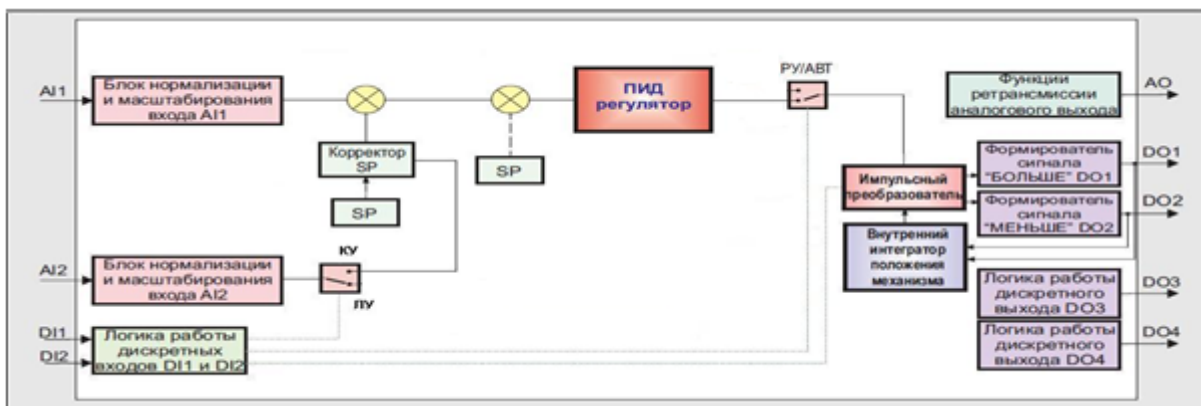 AI1
Блок нормализации
и масштабирования
входа AI1
ПИД
регулятор
РУ/АВТ
Функции
ретрансмиссии
аналогового выхода
AO
Корректор
SP
SP
SP
Импульсный
преобразователь
Формирователь
сигнала
“БОЛЬШЕ” DO1
DO1
Формирователь
сигнала
“МЕНЬШЕ” DO2
DO2
КУ
ЛУ
AI2
Блок нормализации
и масштабирования
входа AI2
Внутренний
интегратор
положения
механизма
Логика работы
дискретного
выхода DO3
DO3
DI1
DI2
Логика работы
дискретных
входов DI1 и DI2
Логика работы
дискретного
выхода DO4
DO4